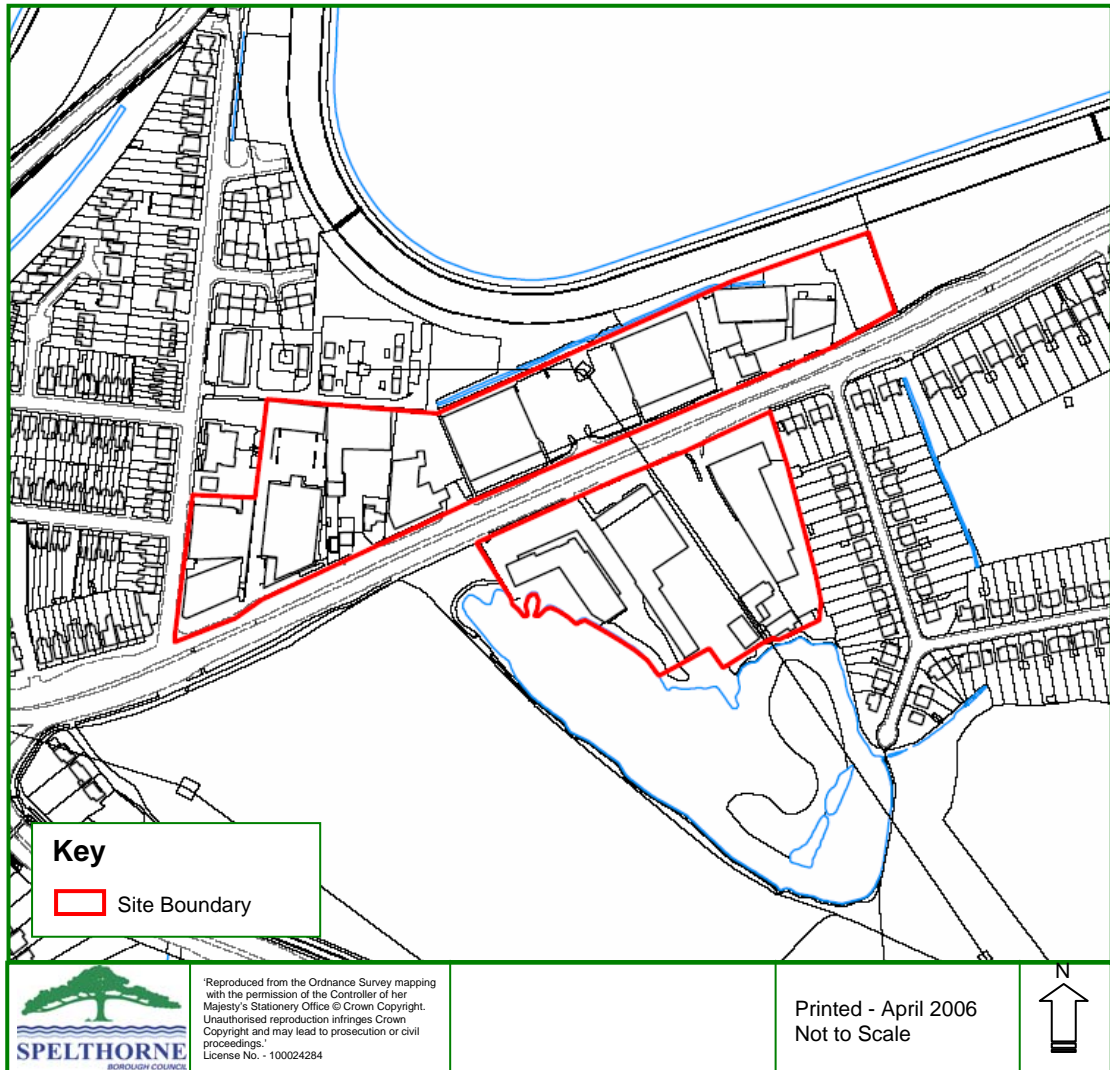 Key
Site Boundary
SPELTHORNE
BOROUGH COUNCIL
'Reproduced from the Ordnance Survey mapping
with the permission of the Controller of her
Majesty's Stationery Office © Crown Copyright.
Unauthorised reproduction infringes Crown
Copyright and may lead to prosecution or civil
proceedings.'
License No. - 100024284
Printed - April 2006
Not to Scale
N